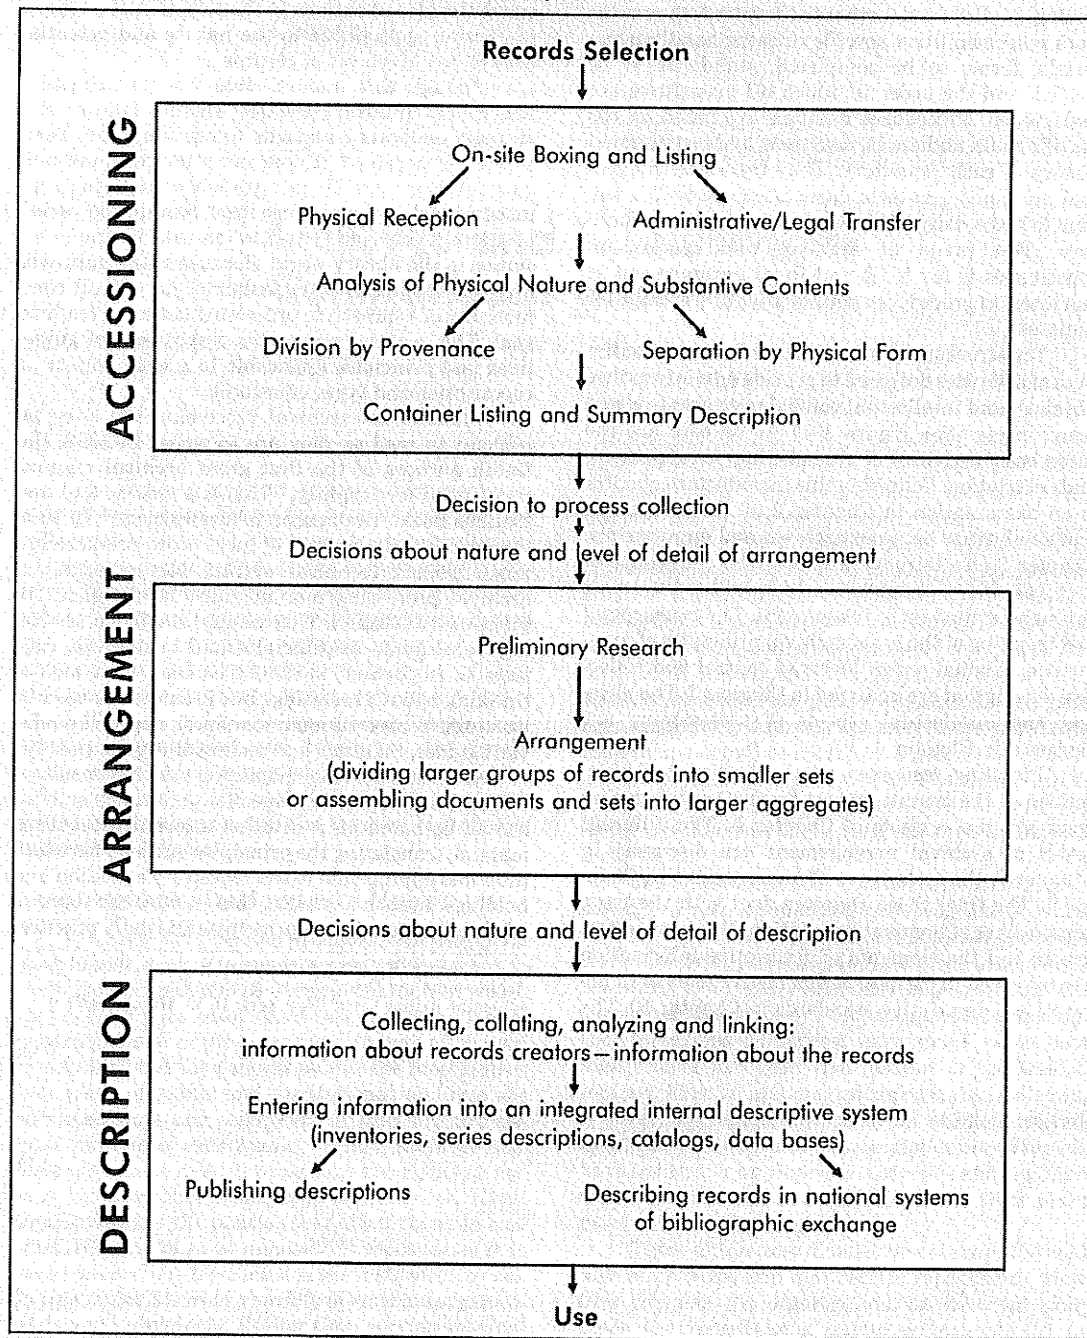 Records Selection
ACCESSIONING
On-site Boxing and Listing
Physical Reception
Administrative/Legal Transfer
Analysis of Physical Nature and Substantive Contents
Division by Provenance
Separation by Physical Form
Container Listing and Summary Description
Decision to process collection
Decisions about nature and level of detail of arrangement
ARRANGEMENT
Preliminary Research
Arrangement
(dividing larger groups of records into smaller sets
or assembling documents and sets into larger aggregates)
Decisions about nature and level of detail of description
DESCRIPTION
Collecting, collating, analyzing and linking:
information about records creators—information about the records
Entering information into an integrated internal descriptive system
(inventories, series descriptions, catalogs, data bases)
Publishing descriptions
Describing records in national systems
of bibliographic exchange
Use